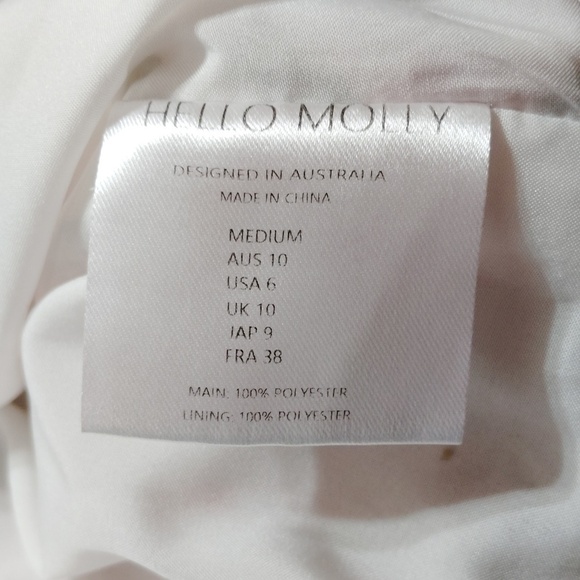 HELLO MOLLY
DESIGNED IN AUSTRALIA
MADE IN CHINA
MEDIUM
AUS 10
USA 6
UK 10
JAP 9
FRA 38
MAIN: 100% POLYESTER
LINING: 100% POLYESTER